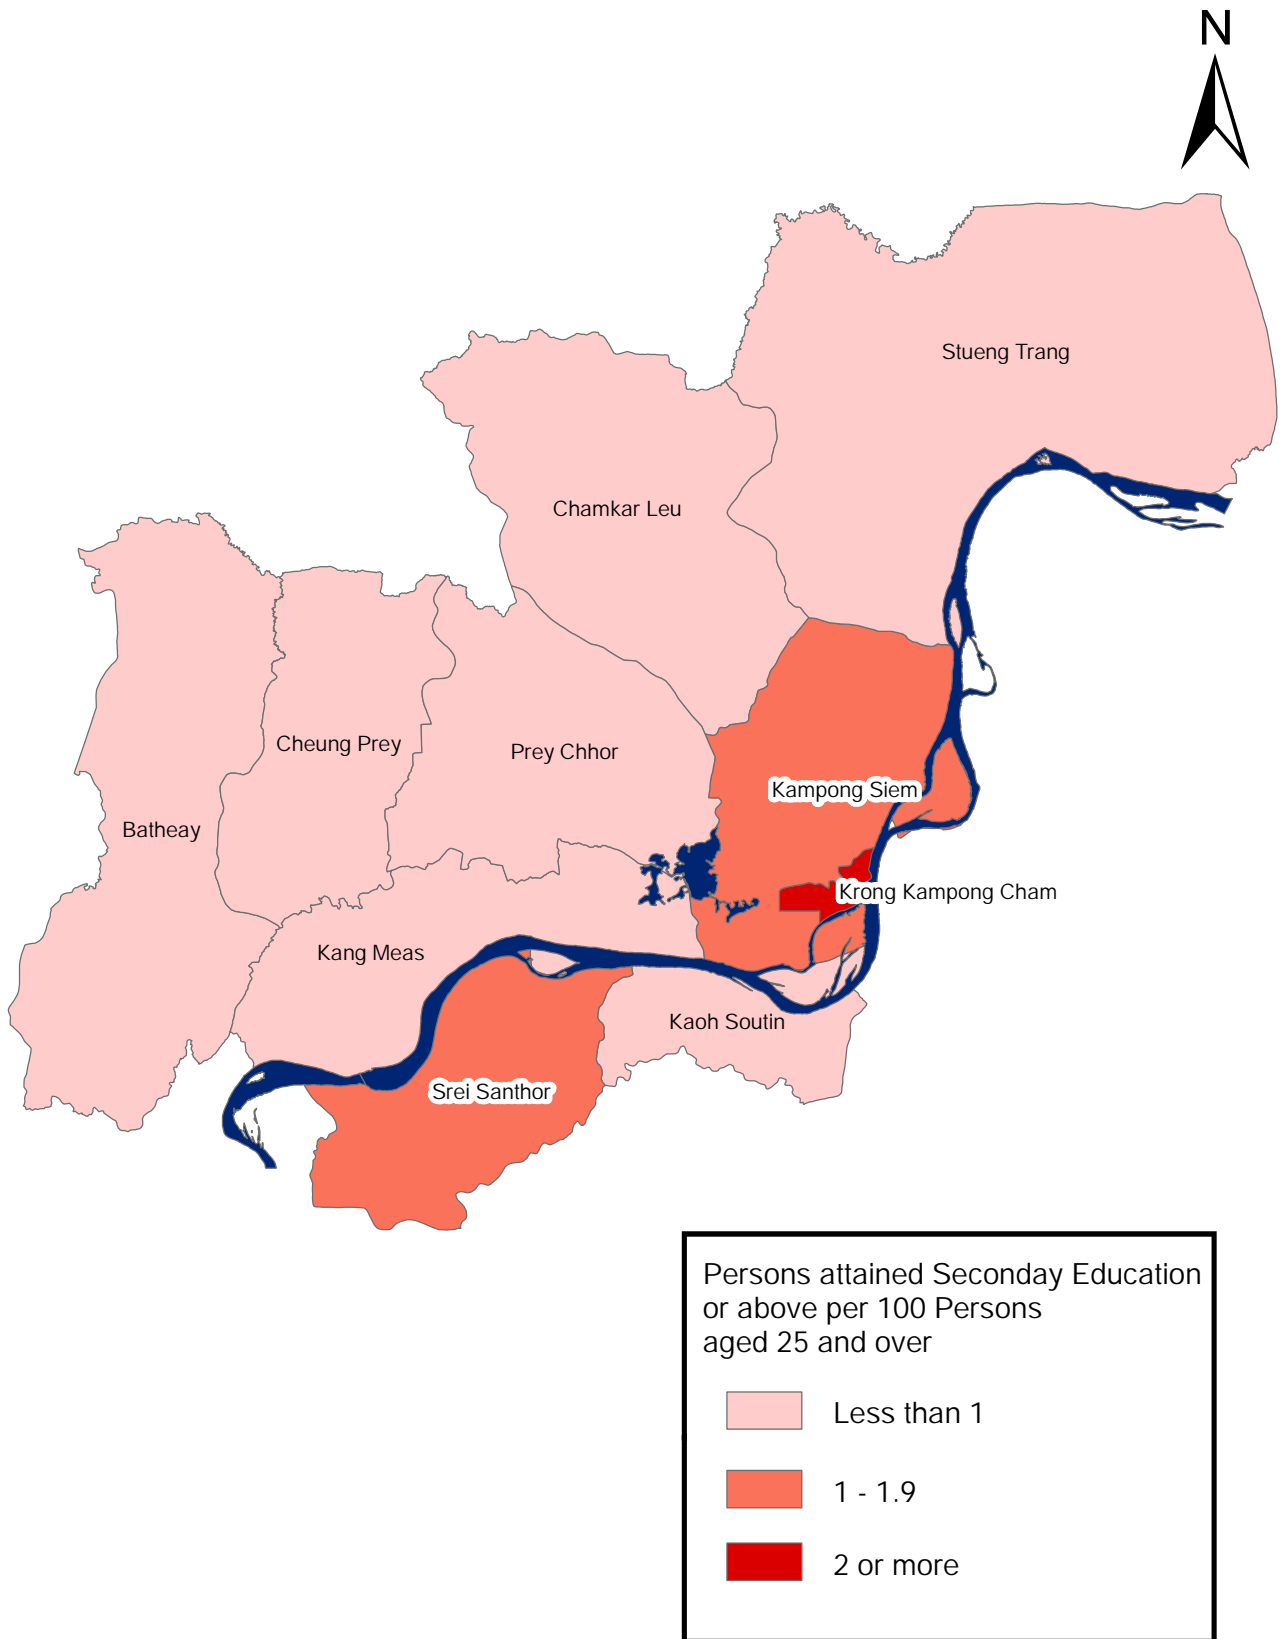 N
Stueng Trang
Chamkar Leu
Cheung Prey
Prey Chhor
Kampong Siem
Batheay
Krong Kampong Cham
Kang Meas
Kaoh Soutin
Srei Santhor
Persons attained Seconday Education
or above per 100 Persons
aged 25 and over
Less than 1
1 - 1.9
2 or more